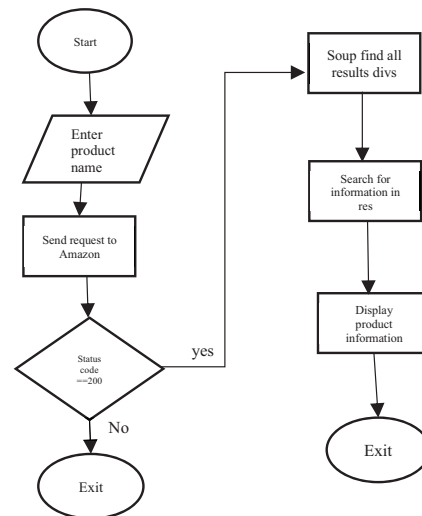 Start
Enter
product
name
Send request to
Amazon
Status
code
==200
yes
No
Exit
Soup find all
results divs
Search for
information in
res
Display
product
information
Exit